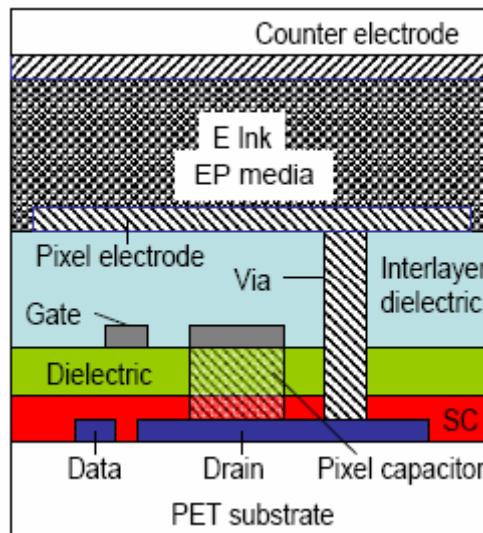 Counter electrode
E Ink
EP media
Pixel electrode
Via
Interlayer
dielectric
Gate
Dielectric
SC
Data
Drain
Pixel capacitor
PET substrate